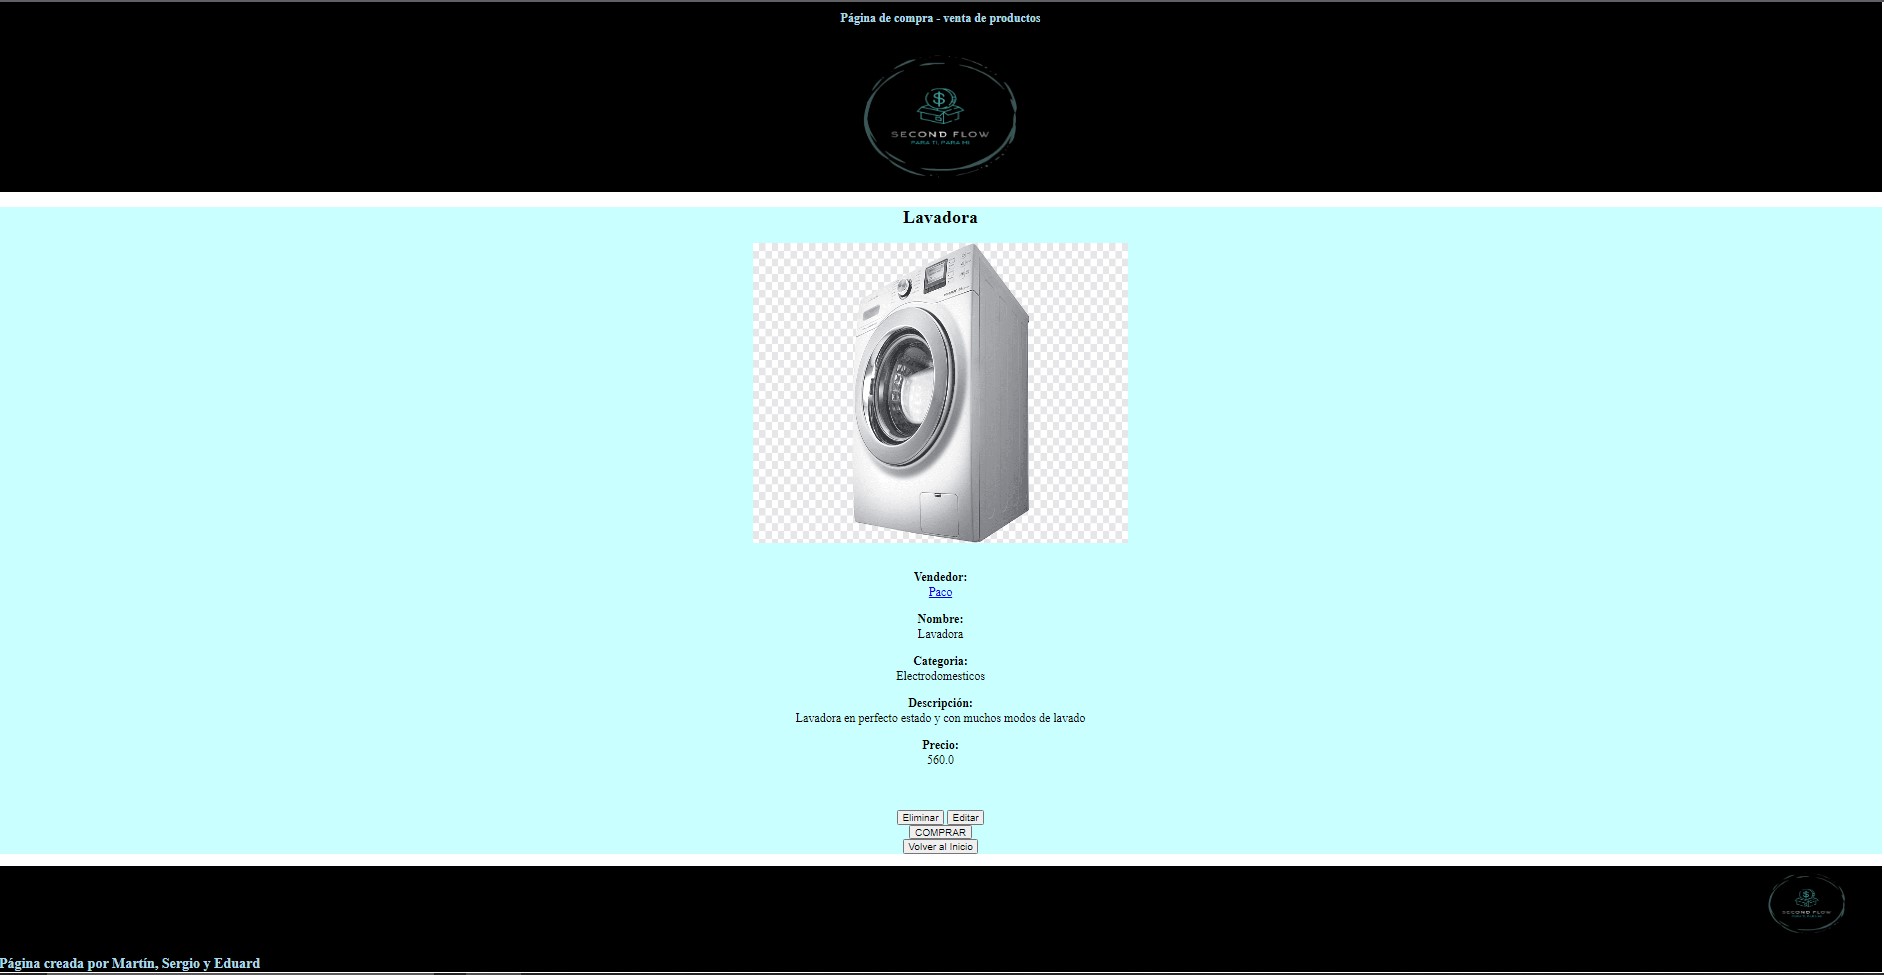 Página de compra - venta de productos
$
SECOND FLOW
PARA TI, PARA MI
Lavadora
Vendedor:
Paco
Nombre:
Lavadora
Categoria:
Electrodomesticos
Descripción:
Lavadora en perfecto estado y con muchos modos de lavado
Precio:
560.0
Eliminar Editar
COMPRAR
Volver al Inicio
$
SECOND FLOW
Página creada por Martín, Sergio y Eduard